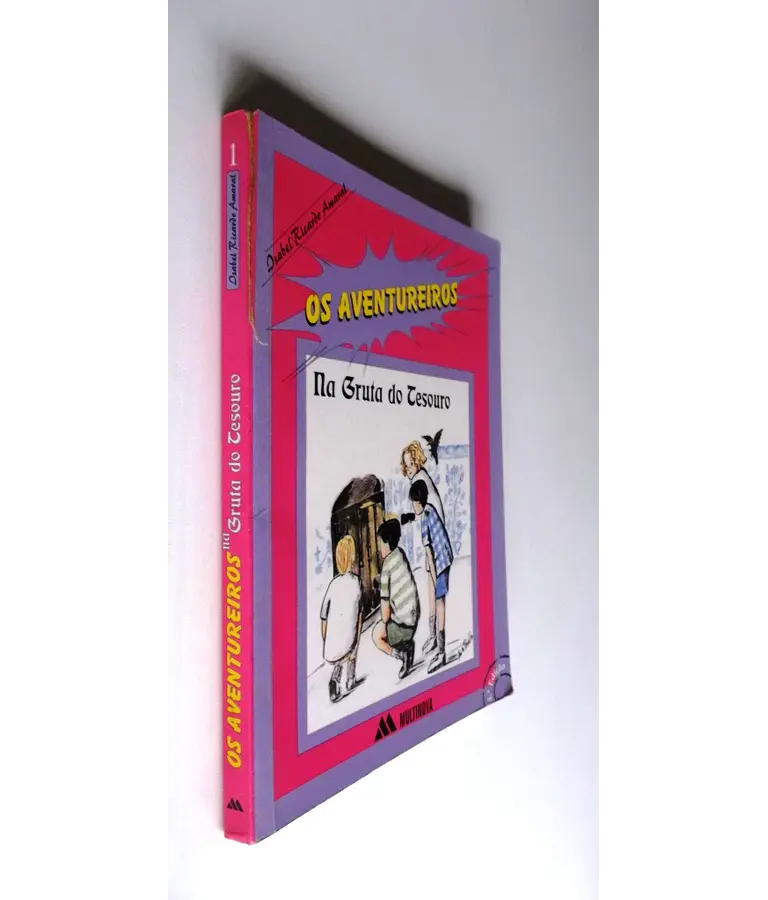 1
Isabel Ricardo Amaral
OS AVENTUREIROS
na
Gruta do Tesouro
Isabel Ricardo Amaral
OS AVENTUREIROS
Na Gruta do Tesouro
MULTINOVA
Edição